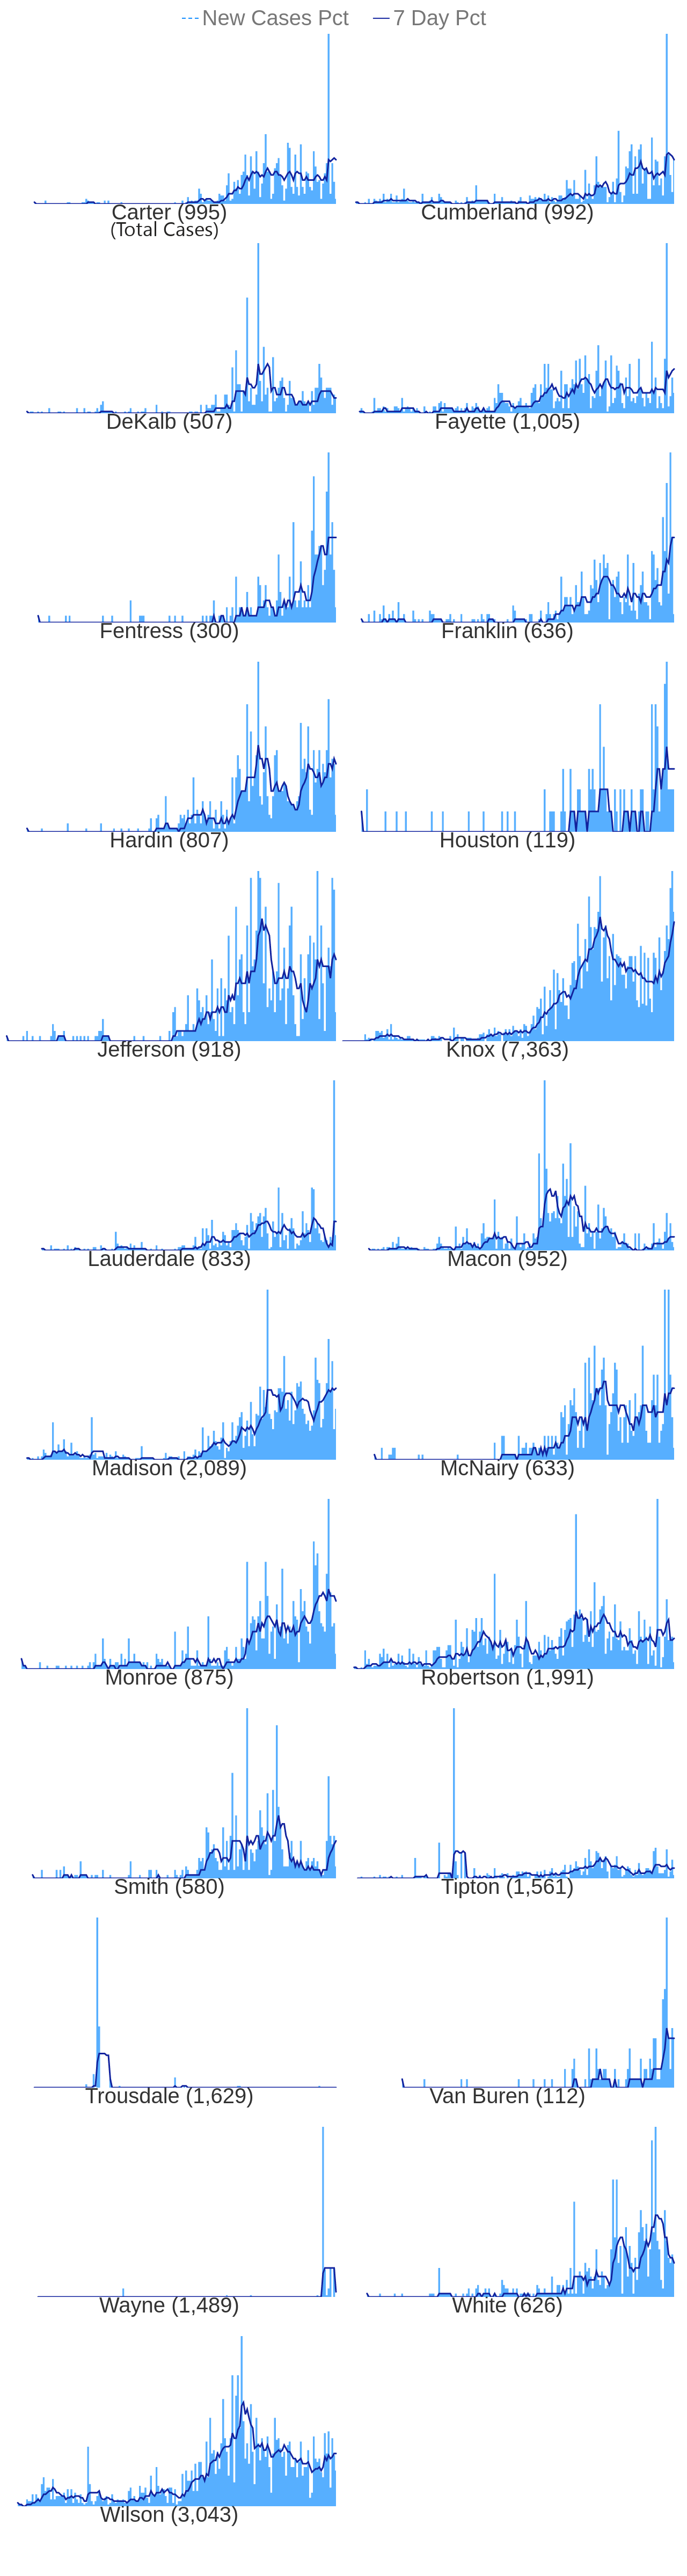 New Cases Pct 7 Day Pct
Carter (995) Cumberland (992)
(Total Cases)
DeKalb (507) Fayette (1,005)
Fentress (300) Franklin (636)
Hardin (807) Houston (119)
Jefferson (918) Knox (7,363)
Lauderdale (833) Macon (952)
Madison (2,089) McNairy (633)
Monroe (875) Robertson (1,991)
Smith (580) Tipton (1,561)
Trousdale (1,629) Van Buren (112)
Wayne (1,489) White (626)
Wilson (3,043)